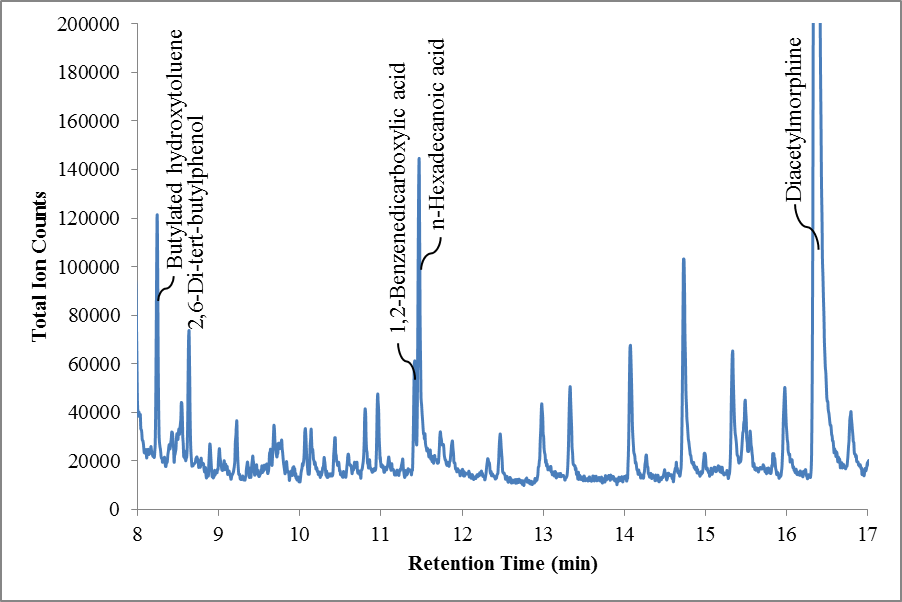 200000
180000
160000
140000
120000
100000
80000
60000
40000
20000
0
Total Ion Counts
Butylated hydroxytoluene
2,6-Di-tert-butylphenol
1,2-Benzenedicarboxylic acid
n-Hexadecanoic acid
Diacetylmorphine
8 9 10 11 12 13 14 15 16 17
Retention Time (min)